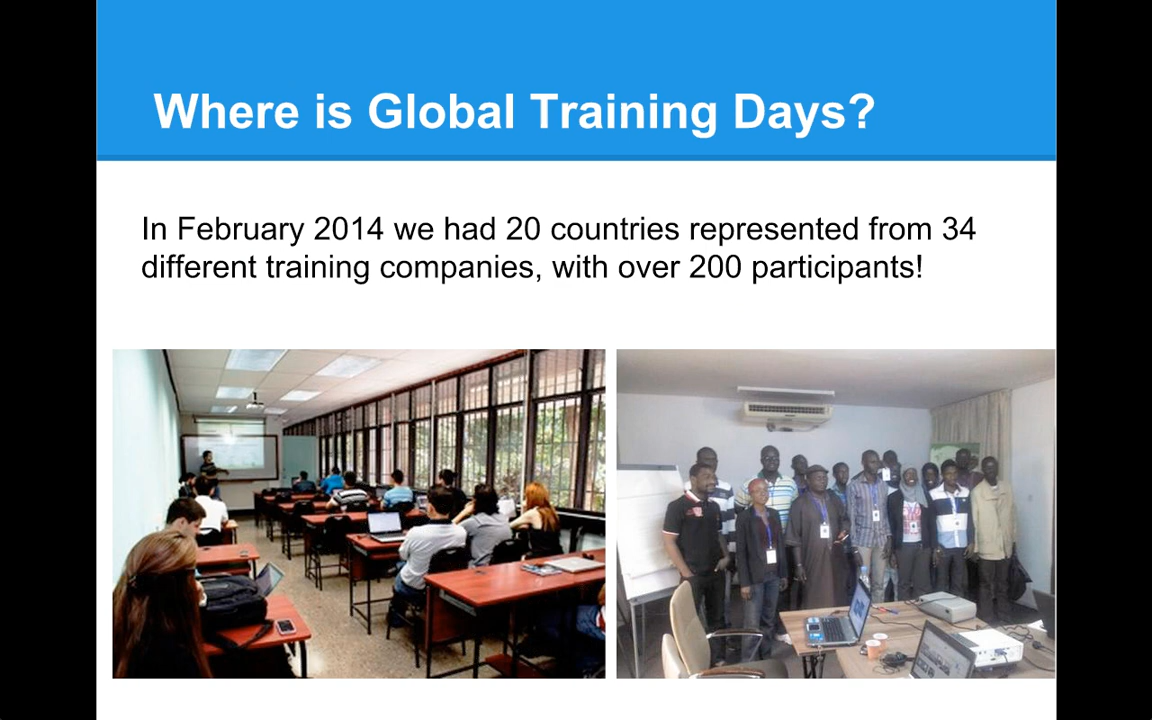 Where is Global Training Days?
In February 2014 we had 20 countries represented from 34
different training companies, with over 200 participants!